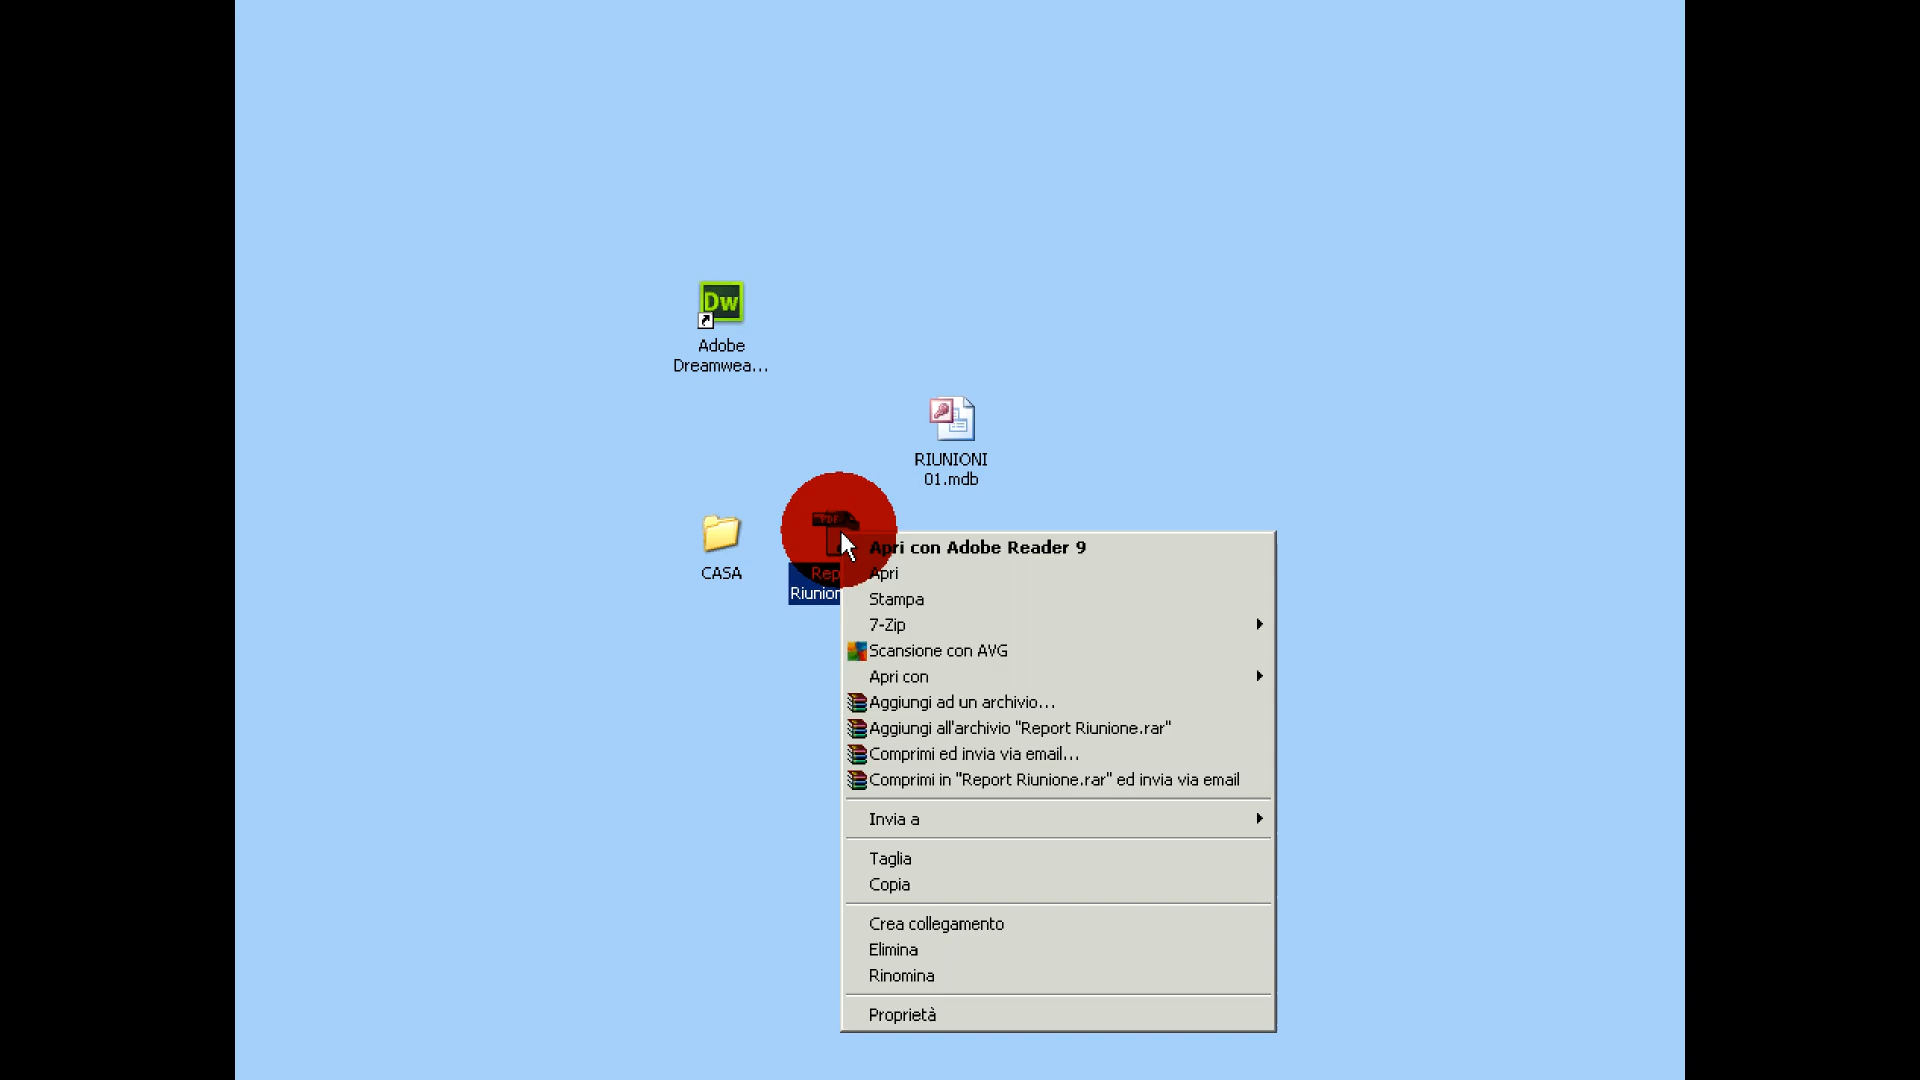 Dw
Adobe
Dreamwea...
RIUNIONI
01.mdb
CASA
PDF
Rep
Riunion
Apri con Adobe Reader 9
Apri
Stampa
7-Zip
Scansione con AVG
Apri con
Aggiungi ad un archivio...
Aggiungi all'archivio "Report Riunione.rar"
Comprimi ed invia via email...
Comprimi in "Report Riunione.rar" ed invia via email
Invia a
Taglia
Copia
Crea collegamento
Elimina
Rinomina
Proprietà